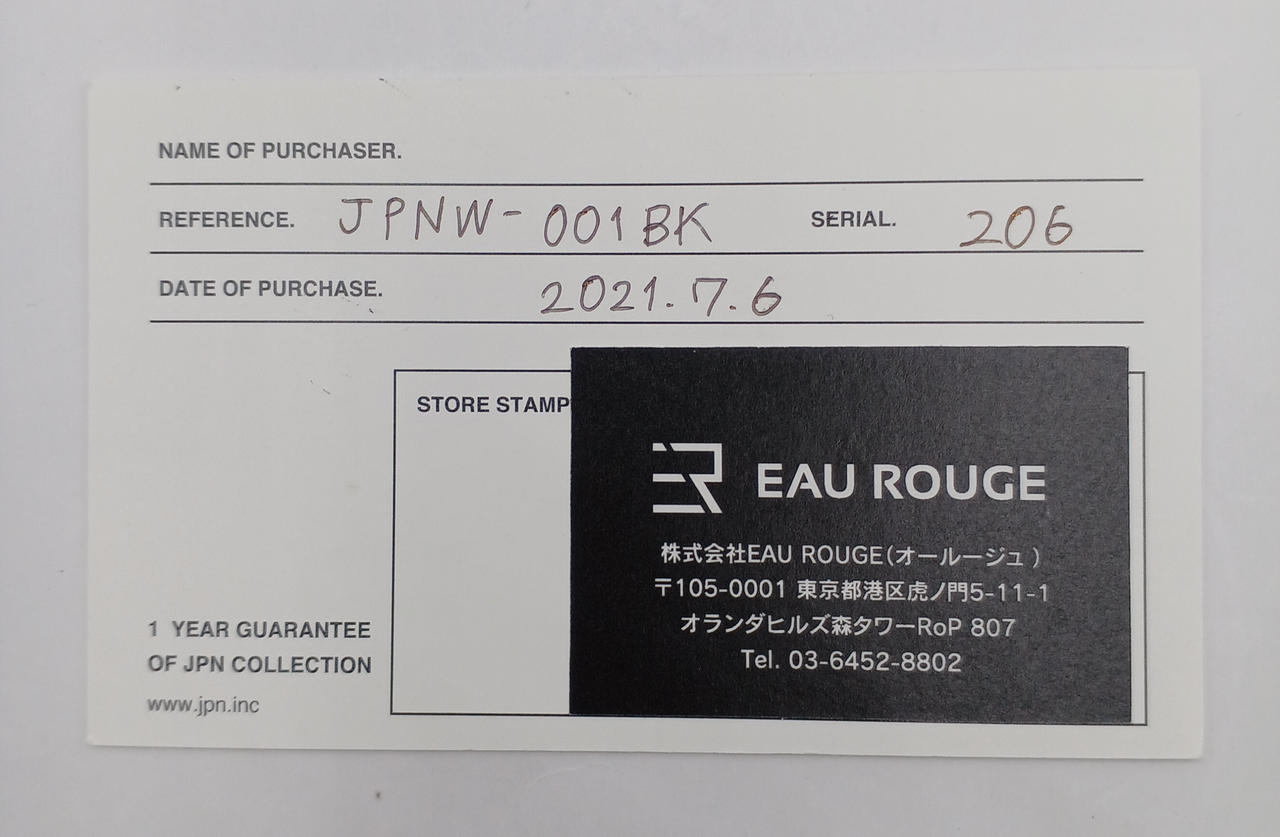 NAME OF PURCHASER.
REFERENCE. JPNW-001BK SERIAL. 206
DATE OF PURCHASE. 2021.7.6
STORE STAMP
EAU ROUGE
株式会社EAU ROUGE(オールージュ)
〒105-0001 東京都港区虎ノ門5-11-1
オランダヒルズ森タワーRoP 807
Tel. 03-6452-8802
1 YEAR GUARANTEE
OF JPN COLLECTION
www.jpn.inc